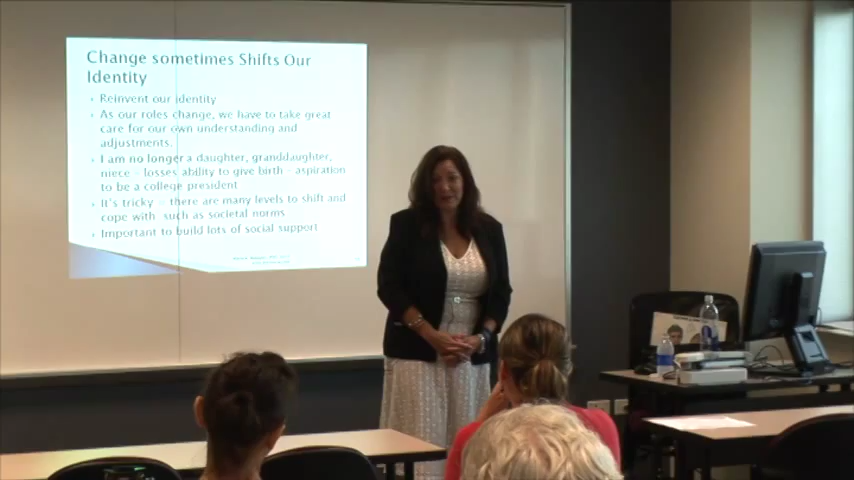 Change sometimes Shifts Our
Identity
Reinvent our identity
As our roles change, we have to take great
care for our own understanding and
adjustments.
I am no longer a daughter, granddaughter,
niece - losses ability to give birth - aspiration
to be a college president
It's tricky - there are many levels to shift and
cope with such as societal norms
Important to build lots of social support